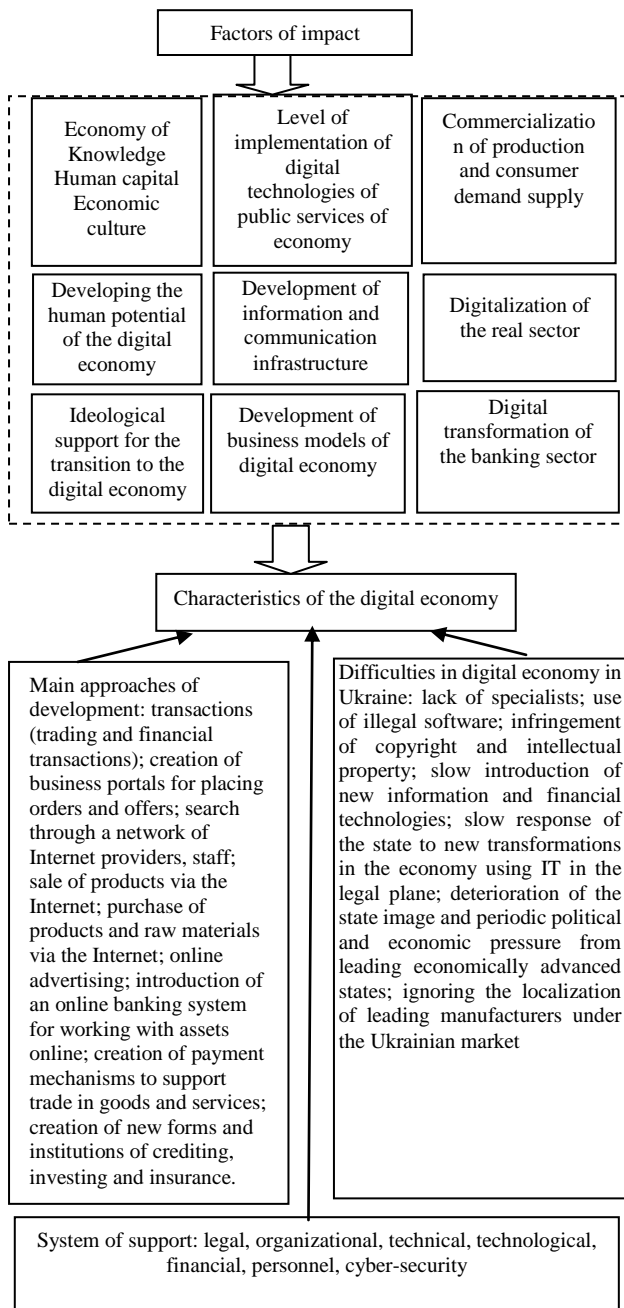 Factors of impact
Economy of
Knowledge
Human capital
Economic
culture
Level of
implementation of
digital
technologies of
public services of
economy
Commercializatio
n of production
and consumer
demand supply
Developing the
human potential
of the digital
economy
Development of
information and
communication
infrastructure
Digitalization of
the real sector
Ideological
support for the
transition to the
digital economy
Development of
business models of
digital economy
Digital
transformation of
the banking sector
Characteristics of the digital economy
Main approaches of
development: transactions
(trading and financial
transactions); creation of
business portals for placing
orders and offers; search
through a network of
Internet providers, staff;
sale of products via the
Internet; purchase of
products and raw materials
via the Internet; online
advertising; introduction of
an online banking system
for working with assets
online; creation of payment
mechanisms to support
trade in goods and services;
creation of new forms and
institutions of crediting,
investing and insurance.
Difficulties in digital economy in
Ukraine: lack of specialists; use
of illegal software; infringement
of copyright and intellectual
property; slow introduction of
new information and financial
technologies; slow response of
the state to new transformations
in the economy using IT in the
legal plane; deterioration of the
state image and periodic political
and economic pressure from
leading economically advanced
states; ignoring the localization
of leading manufacturers under
the Ukrainian market
System of support: legal, organizational, technical, technological,
financial, personnel, cyber-security